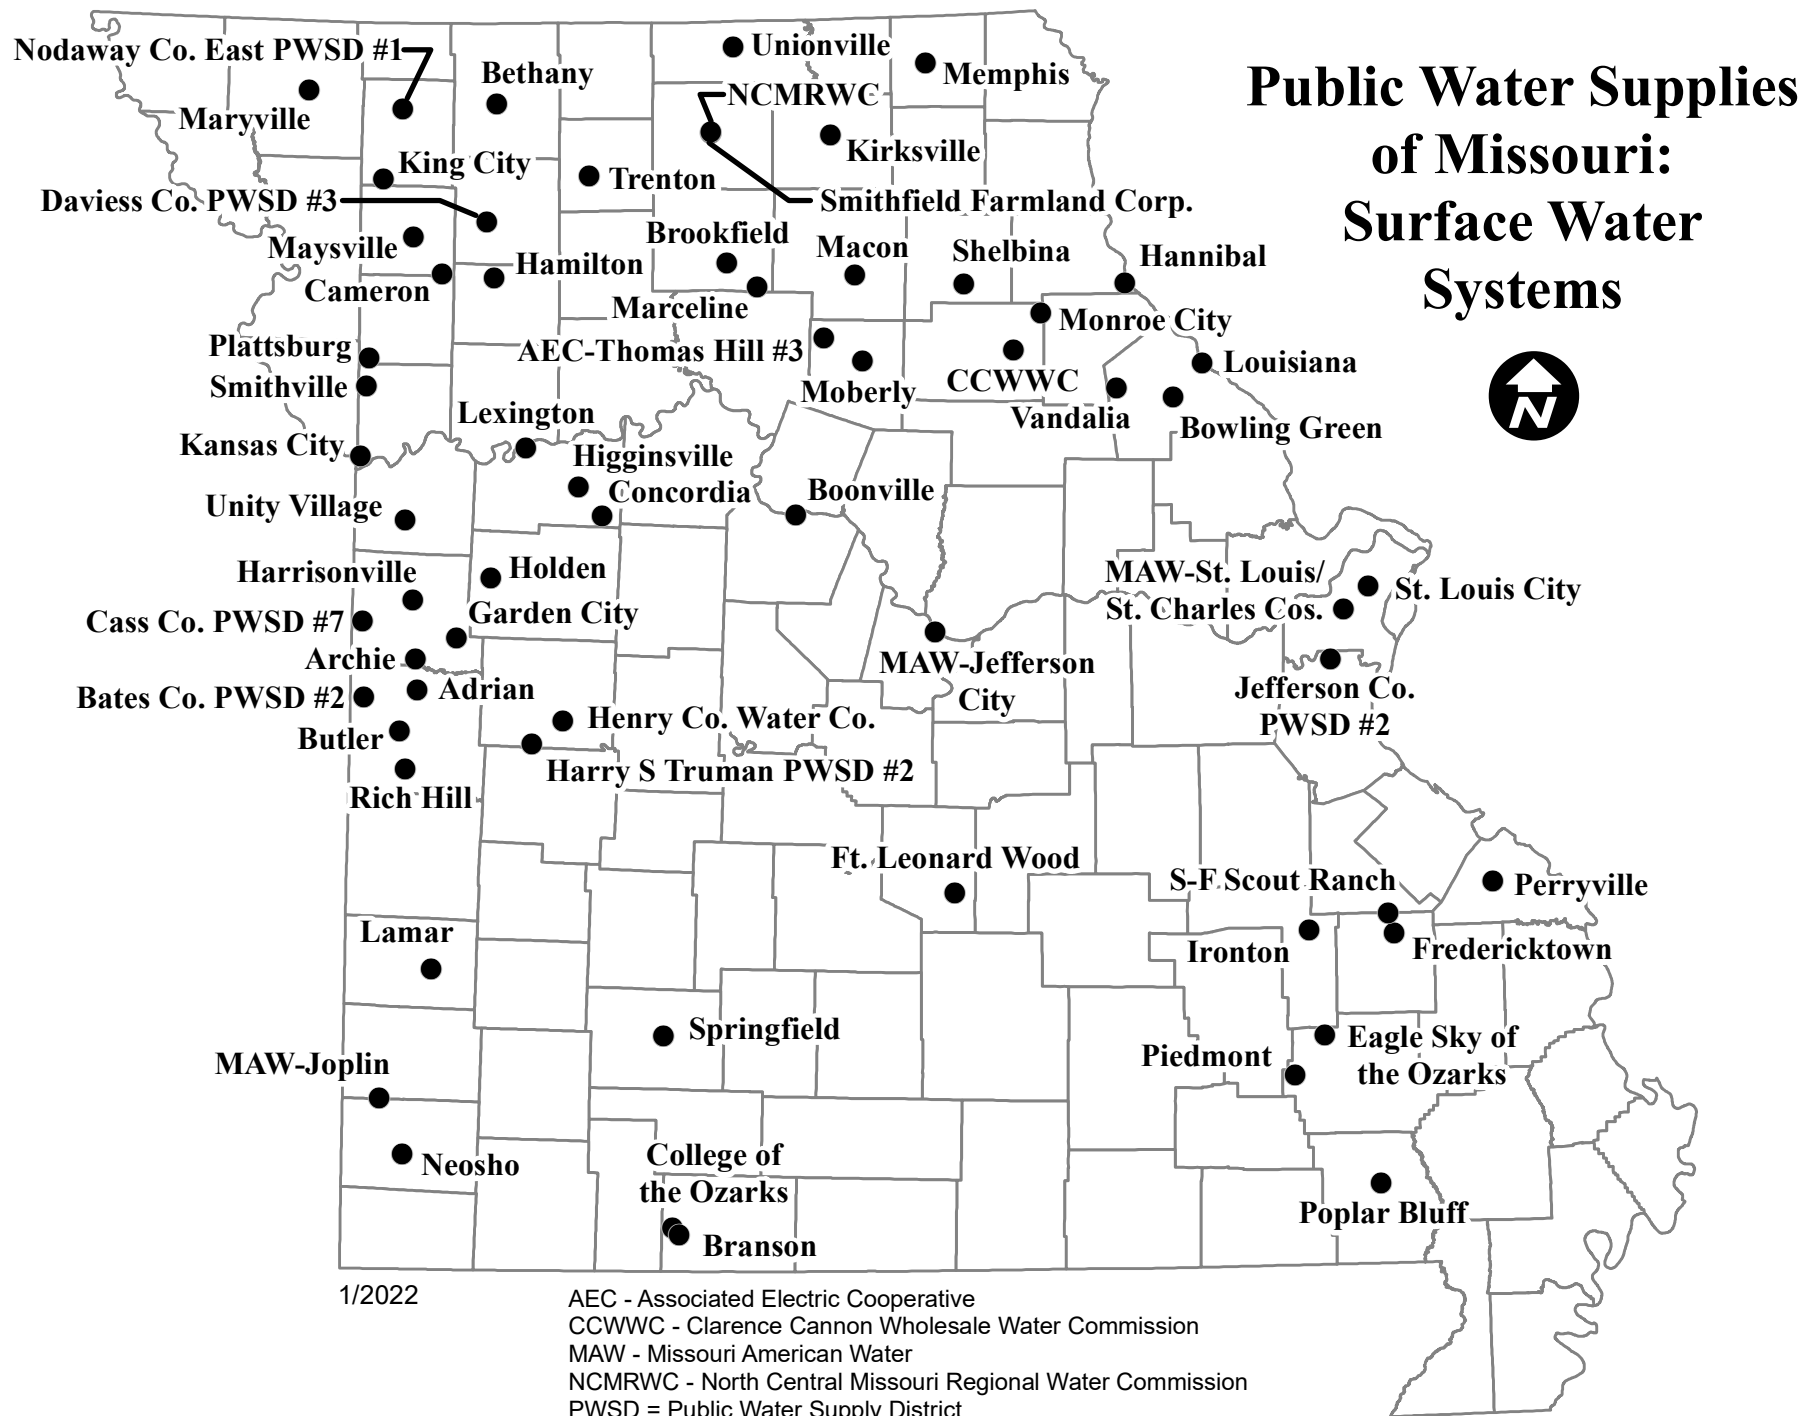 Public Water Supplies
of Missouri:
Surface Water
Systems
N
Nodaway Co. East PWSD #1
Unionville
Bethany
Memphis
NCMRWC
Maryville
Kirksville
King City
Trenton
Daviess Co. PWSD #3
Smithfield Farmland Corp.
Brookfield
Maysville
Macon
Shelbina
Hannibal
Hamilton
Cameron
Marceline
Monroe City
Plattsburg
AEC-Thomas Hill #3
Louisiana
Smithville
Moberly
CCWWC
Vandalia
Lexington
Bowling Green
Kansas City
Higginsville
Concordia
Boonville
Unity Village
Harrisonville
Holden
MAW-St. Louis/
St. Charles Cos.
St. Louis City
Garden City
Cass Co. PWSD #7
Archie
MAW-Jefferson
City
Adrian
Bates Co. PWSD #2
Jefferson Co.
PWSD #2
Henry Co. Water Co.
Butler
Harry S Truman PWSD #2
Rich Hill
Ft. Leonard Wood
S-F Scout Ranch
Perryville
Lamar
Ironton
Fredericktown
Springfield
Eagle Sky of
the Ozarks
Piedmont
MAW-Joplin
Neosho
College of
the Ozarks
Poplar Bluff
Branson
1/2022
AEC - Associated Electric Cooperative
CCWWC - Clarence Cannon Wholesale Water Commission
MAW - Missouri American Water
NCMRWC - North Central Missouri Regional Water Commission
PWSD = Public Water Supply District